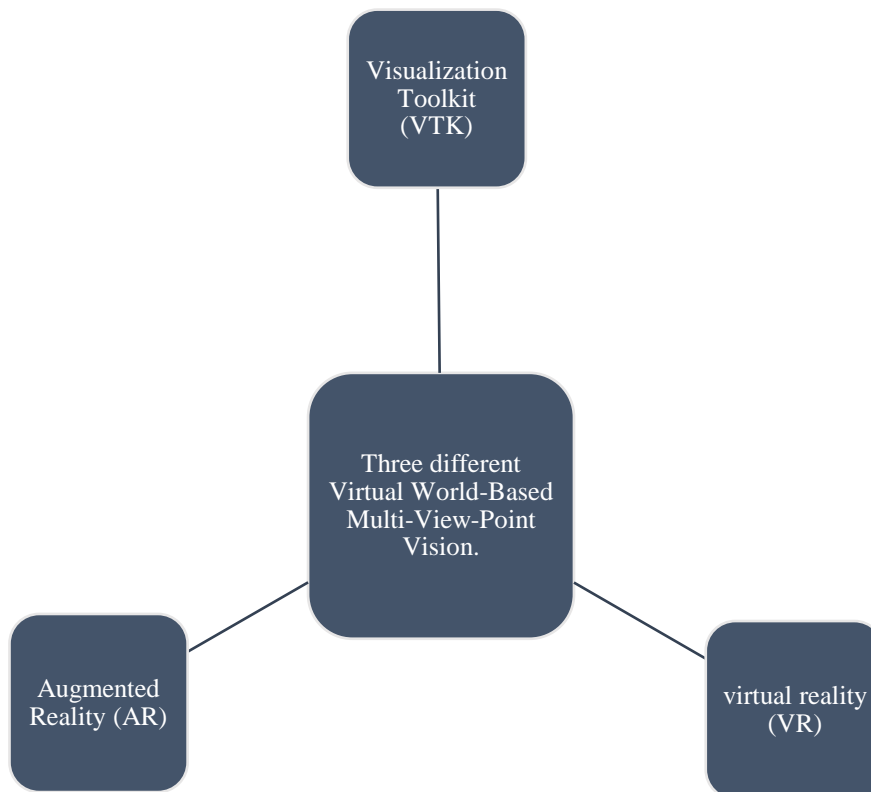 Visualization
Toolkit
(VTK)
Three different
Virtual World-Based
Multi-View-Point
Vision.
Augmented
Reality (AR)
virtual reality
(VR)